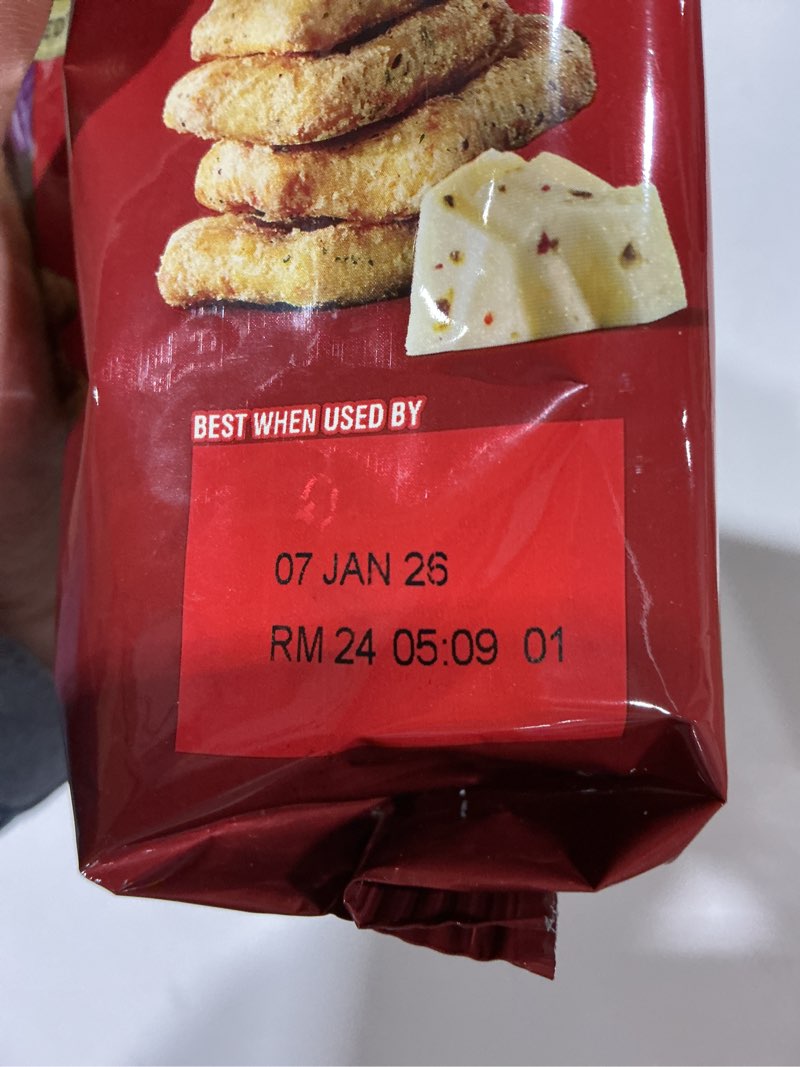 BEST WHEN USED BY
07 JAN 26
RM 24 05:09 01